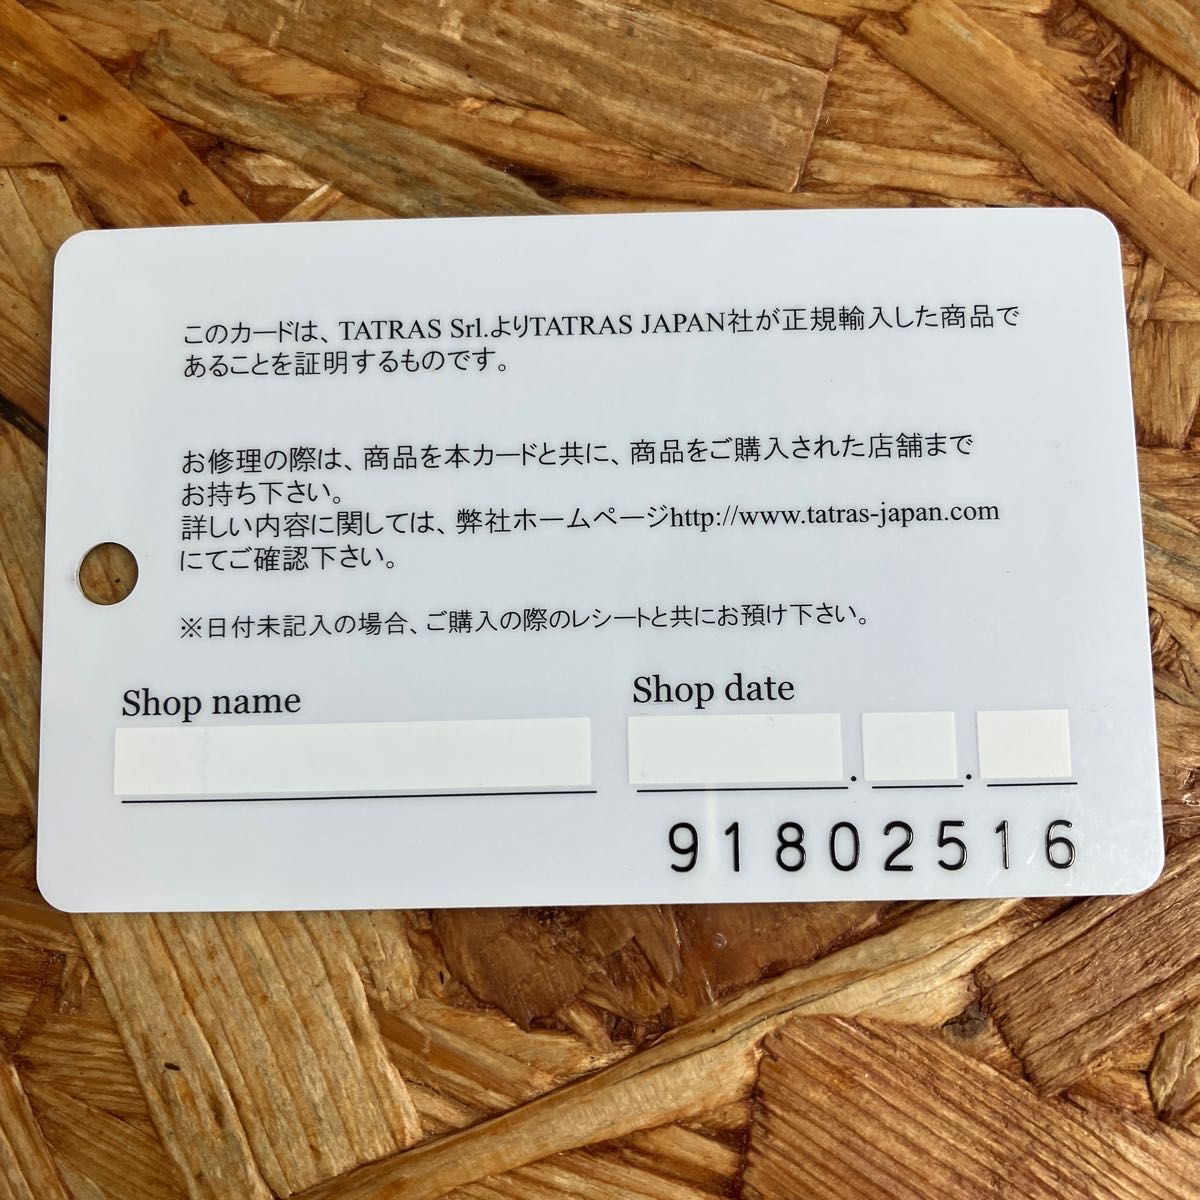 このカードは、TATRAS Srl.よりTATRAS JAPAN社が正規輸入した商品で
あることを証明するものです。
お修理の際は、商品を本カードと共に、商品をご購入された店舗まで
お持ち下さい。
詳しい内容に関しては、弊社ホームページhttp://www.tatras-japan.com
にてご確認下さい。
※日付未記入の場合、ご購入の際のレシートと共にお預け下さい。
Shop name
Shop date
. .
91802516